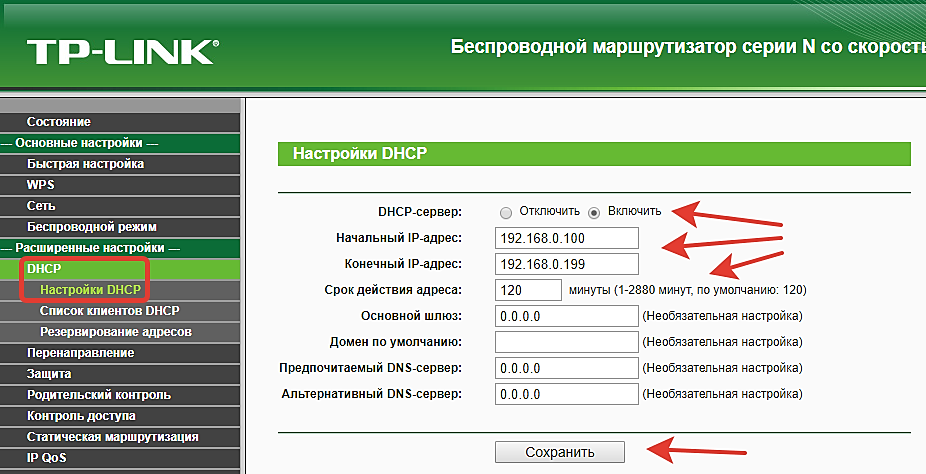 TP-LINK®
Беспроводной маршрутизатор серии N со скорость
Состояние
— Основные настройки —
Быстрая настройка
WPS
Сеть
Беспроводной режим
— Расширенные настройки —
DHCP
Настройки DHCP
Список клиентов DHCP
Резервирование адресов
Перенаправление
Защита
Родительский контроль
Контроль доступа
Статическая маршрутизация
IP QoS
Настройки DHCP
DHCP-сервер: Отключить Включить
Начальный IP-адрес: 192.168.0.100
Конечный IP-адрес: 192.168.0.199
Срок действия адреса: 120 минуты (1-2880 минут, по умолчанию: 120)
Основной шлюз: 0.0.0.0 (Необязательная настройка)
Домен по умолчанию: (Необязательная настройка)
Предпочитаемый DNS-сервер: 0.0.0.0 (Необязательная настройка)
Альтернативный DNS-сервер: 0.0.0.0 (Необязательная настройка)
Сохранить